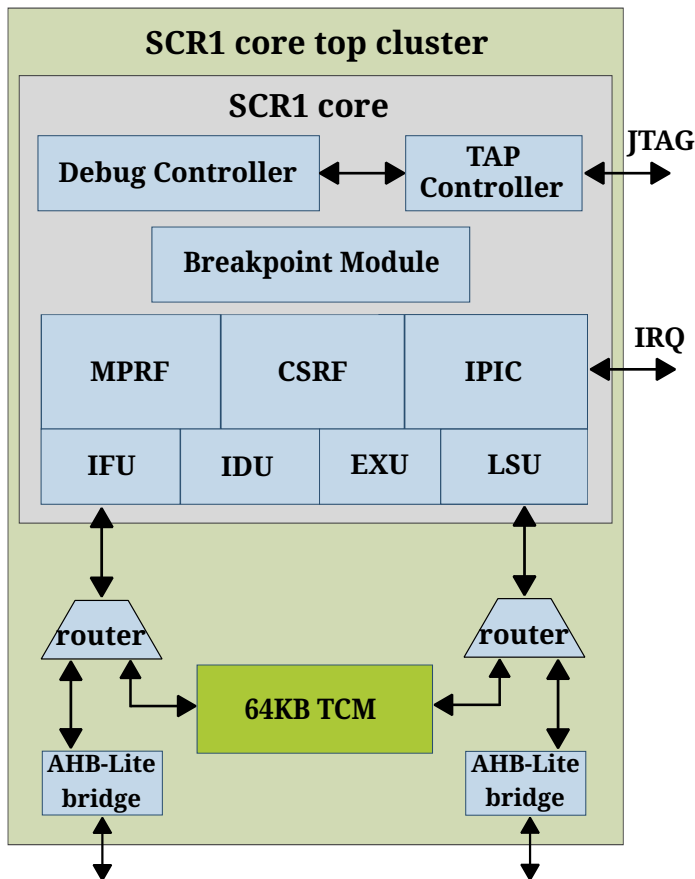 SCR1 core top cluster
SCR1 core
JTAG
Debug Controller
TAP
Controller
Breakpoint Module
IRQ
MPRF
CSRF
IPIC
IFU
IDU
EXU
LSU
router
router
64KB TCM
AHB-Lite
bridge
AHB-Lite
bridge